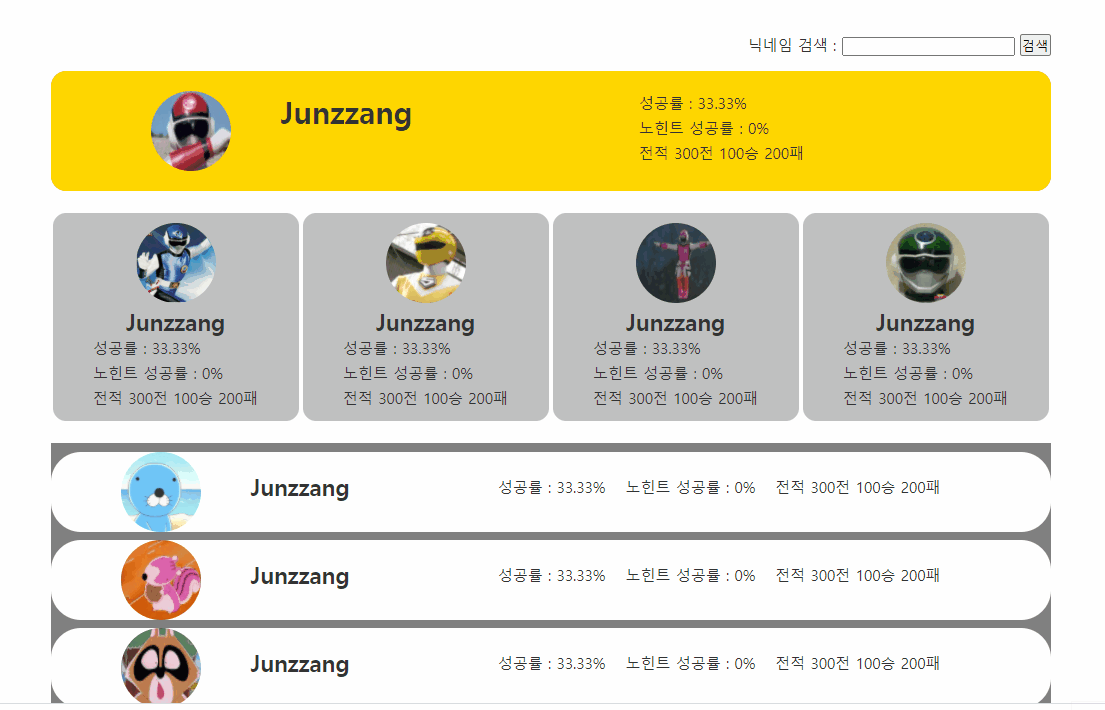 닉네임 검색 : 검색
Junzzang
성공률 : 33.33%
노힌트 성공률 : 0%
전적 300전 100승 200패
Junzzang
성공률 : 33.33%
노힌트 성공률 : 0%
전적 300전 100승 200패
Junzzang
성공률 : 33.33%
노힌트 성공률 : 0%
전적 300전 100승 200패
Junzzang
성공률 : 33.33%
노힌트 성공률 : 0%
전적 300전 100승 200패
Junzzang
성공률 : 33.33%
노힌트 성공률 : 0%
전적 300전 100승 200패
Junzzang 성공률 : 33.33% 노힌트 성공률 : 0% 전적 300전 100승 200패
Junzzang 성공률 : 33.33% 노힌트 성공률 : 0% 전적 300전 100승 200패
Junzzang 성공률 : 33.33% 노힌트 성공률 : 0% 전적 300전 100승 200패